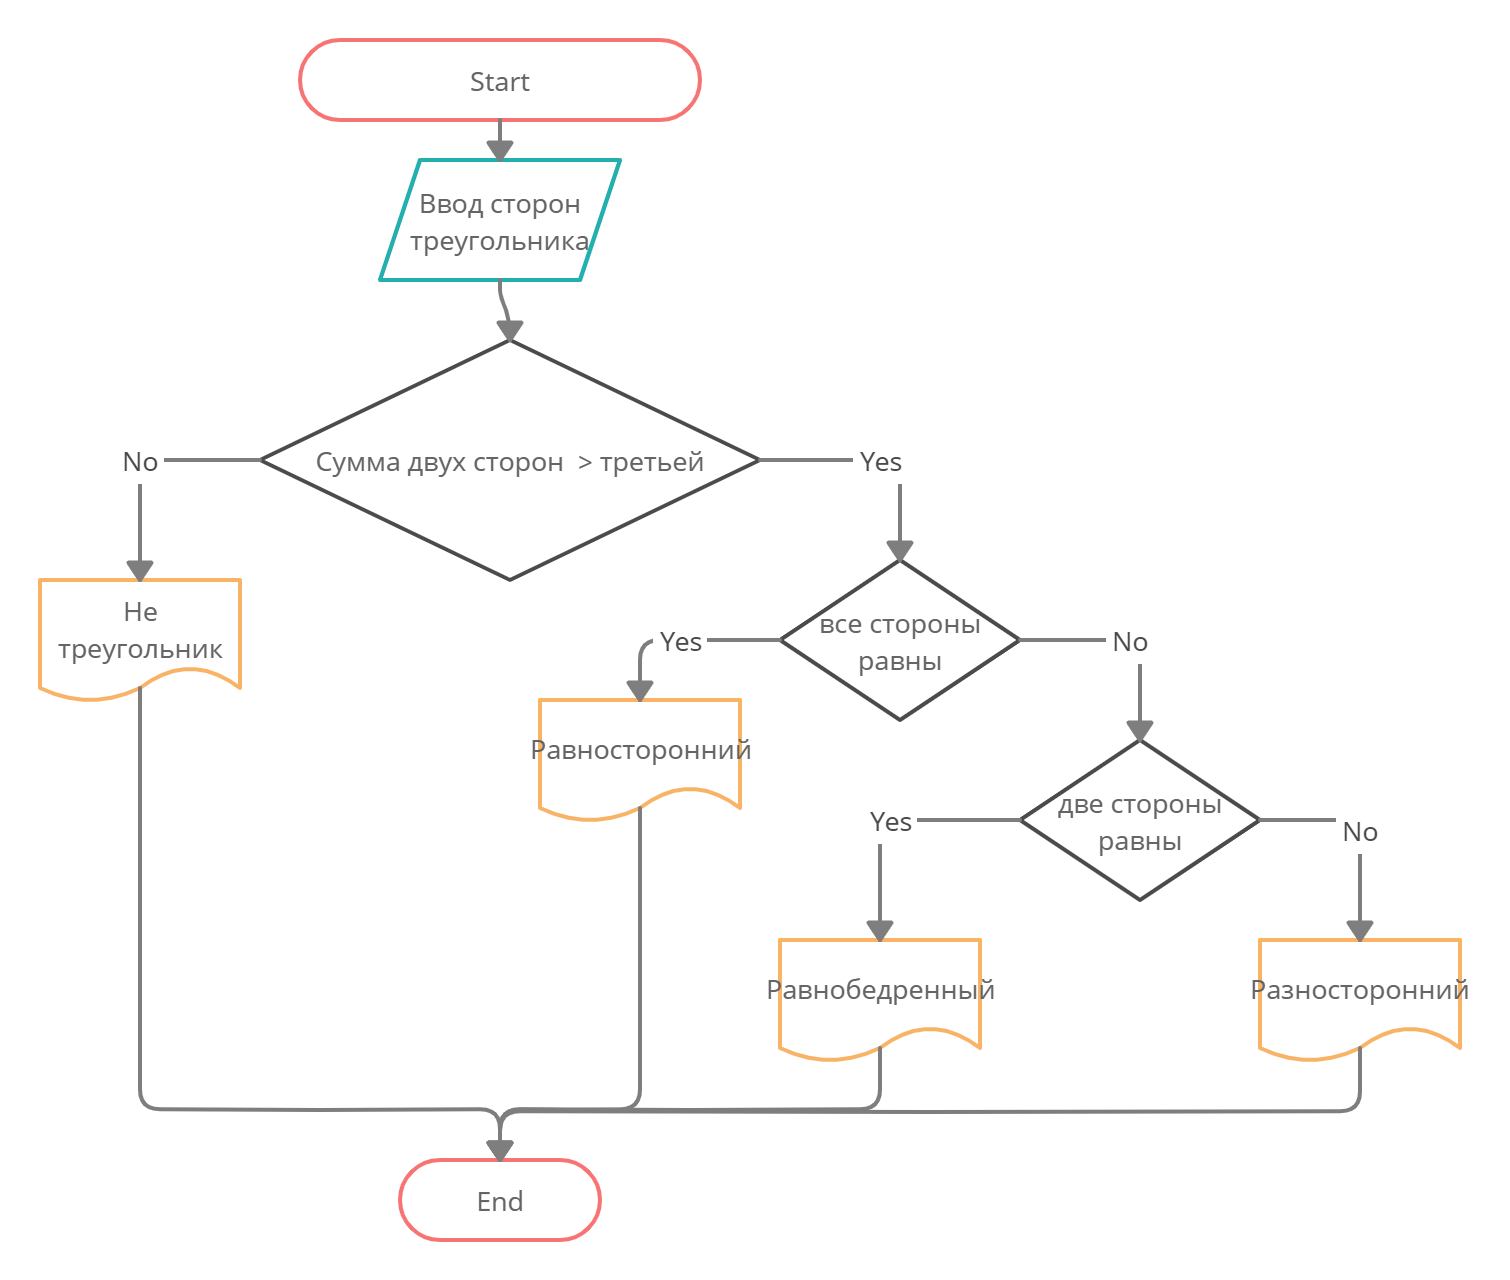 Start
Ввод сторон
треугольника
Сумма двух сторон > третьей
No
Yes
Не
треугольник
все стороны
равны
Yes
No
Равносторонний
две стороны
равны
Yes
No
Равнобедренный
Разносторонний
End